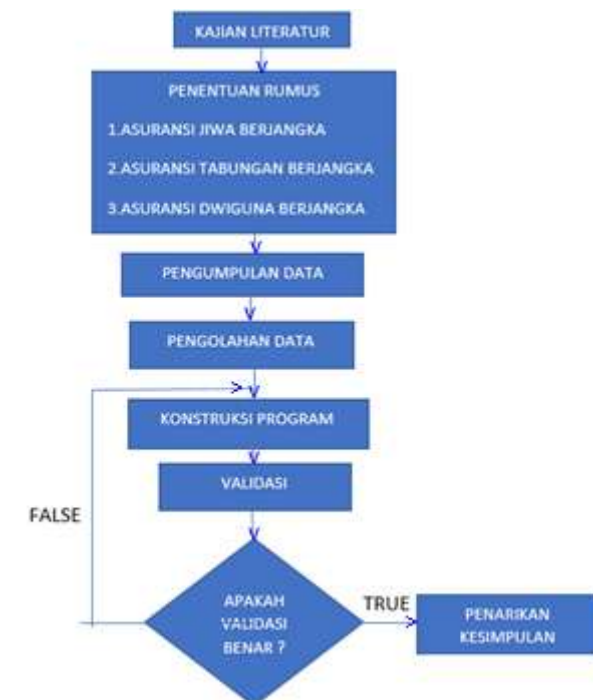 KAJIAN LITERATUR
PENENTUAN RUMUS
1.ASURANSI JIWA BERJANGKA
2.ASURANSI TABUNGAN BERJANGKA
3.ASURANSI DWIGUNA BERJANGKA
PENGUMPULAN DATA
PENGOLAHAN DATA
KONSTRUKSI PROGRAM
VALIDASI
FALSE
APAKAH
VALIDASI
BENAR ?
TRUE
PENARIKAN
KESIMPULAN